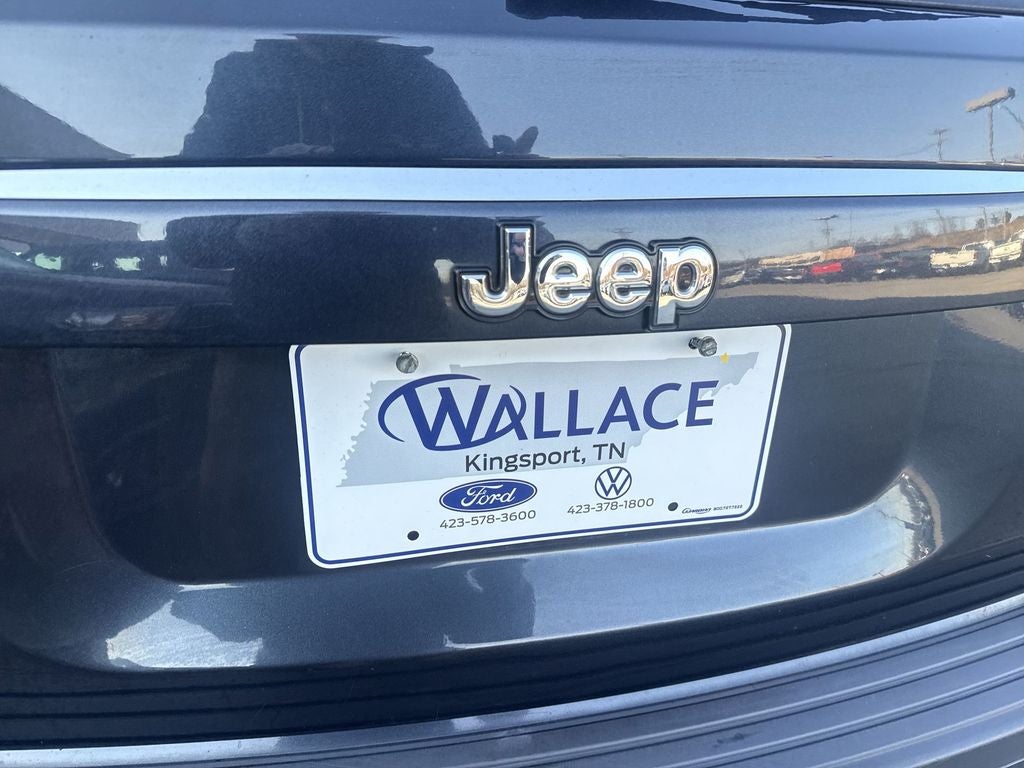 Jeep
WALLACE
Kingsport, TN
Ford
423-578-3600
423-378-1800